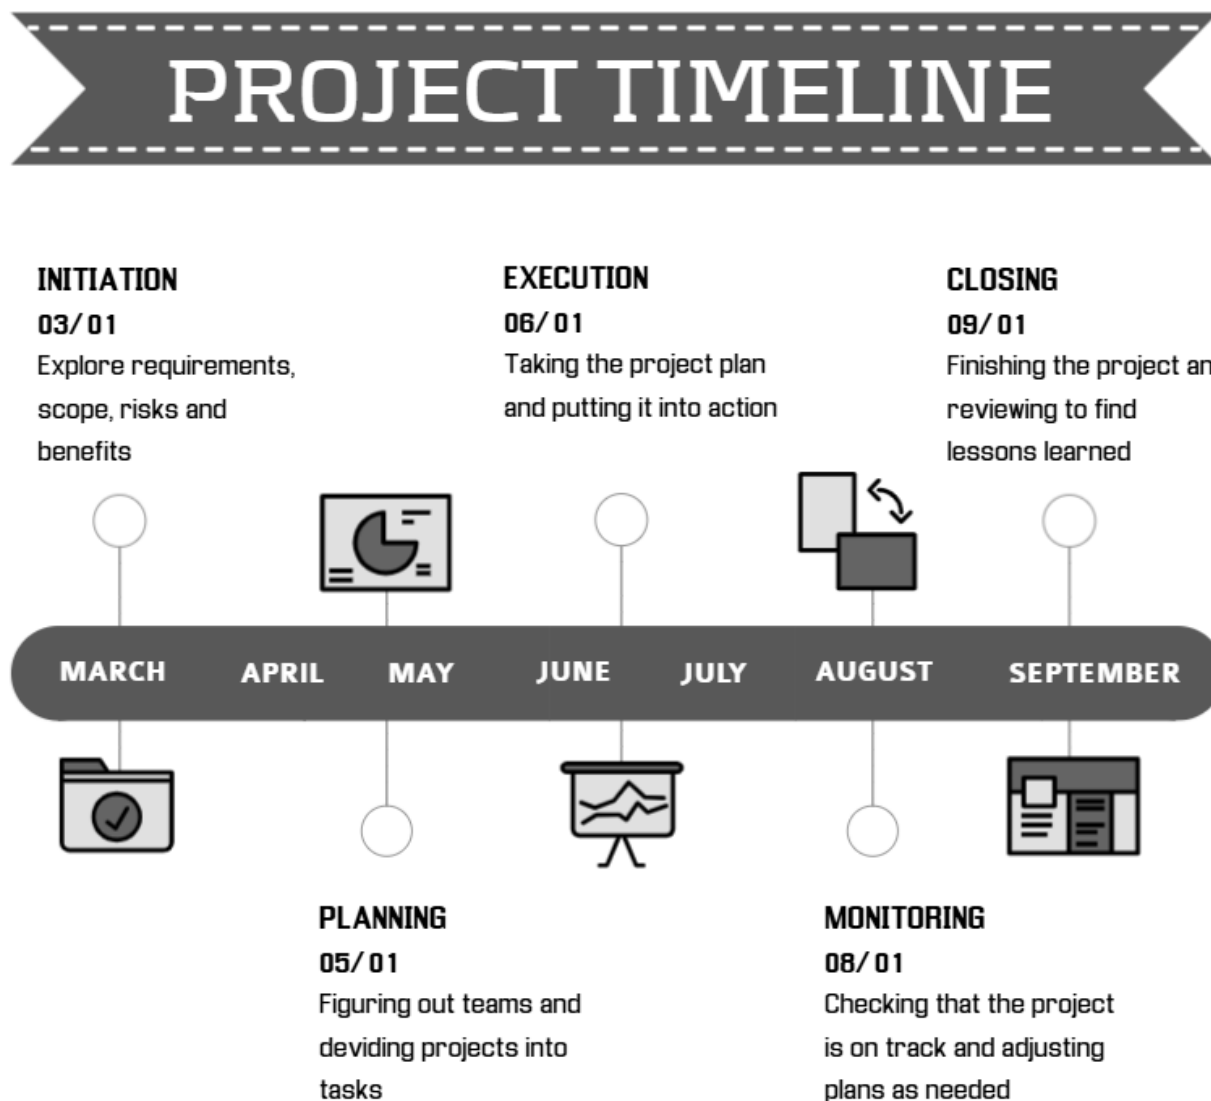 PROJECT TIMELINE
INITIATION
03/01
Explore requirements,
scope, risks and
benefits
EXECUTION
06/01
Taking the project plan
and putting it into action
CLOSING
09/01
Finishing the project an
reviewing to find
lessons learned
MARCH APRIL MAY JUNE JULY AUGUST SEPTEMBER
PLANNING
05/01
Figuring out teams and
deviding projects into
tasks
MONITORING
08/01
Checking that the project
is on track and adjusting
plans as needed